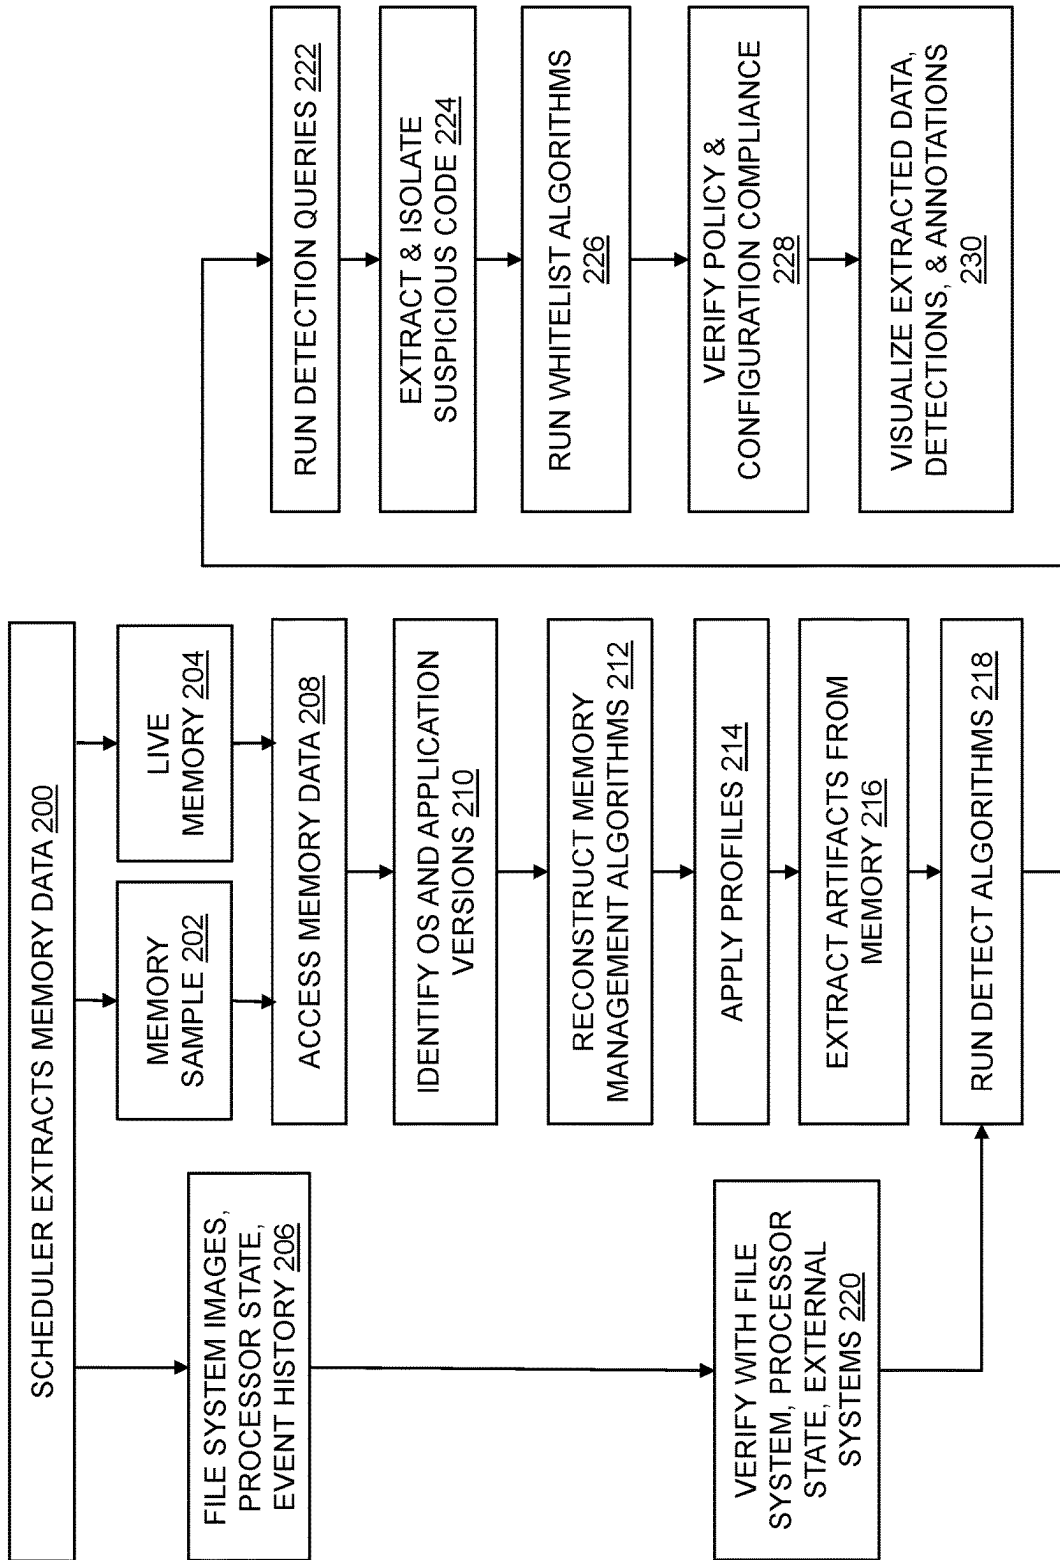 SCHEDULER EXTRACTS MEMORY DATA 200
FILE SYSTEM IMAGES,
PROCESSOR STATE,
EVENT HISTORY 206
MEMORY
SAMPLE 202
LIVE
MEMORY 204
ACCESS MEMORY DATA 208
IDENTIFY OS AND APPLICATION
VERSIONS 210
RECONSTRUCT MEMORY
MANAGEMENT ALGORITHMS 212
APPLY PROFILES 214
EXTRACT ARTIFACTS FROM
MEMORY 216
VERIFY WITH FILE
SYSTEM, PROCESSOR
STATE, EXTERNAL
SYSTEMS 220
RUN DETECT ALGORITHMS 218
RUN DETECTION QUERIES 222
EXTRACT & ISOLATE
SUSPICIOUS CODE 224
RUN WHITELIST ALGORITHMS
226
VERIFY POLICY &
CONFIGURATION COMPLIANCE
228
VISUALIZE EXTRACTED DATA,
DETECTIONS, & ANNOTATIONS
230